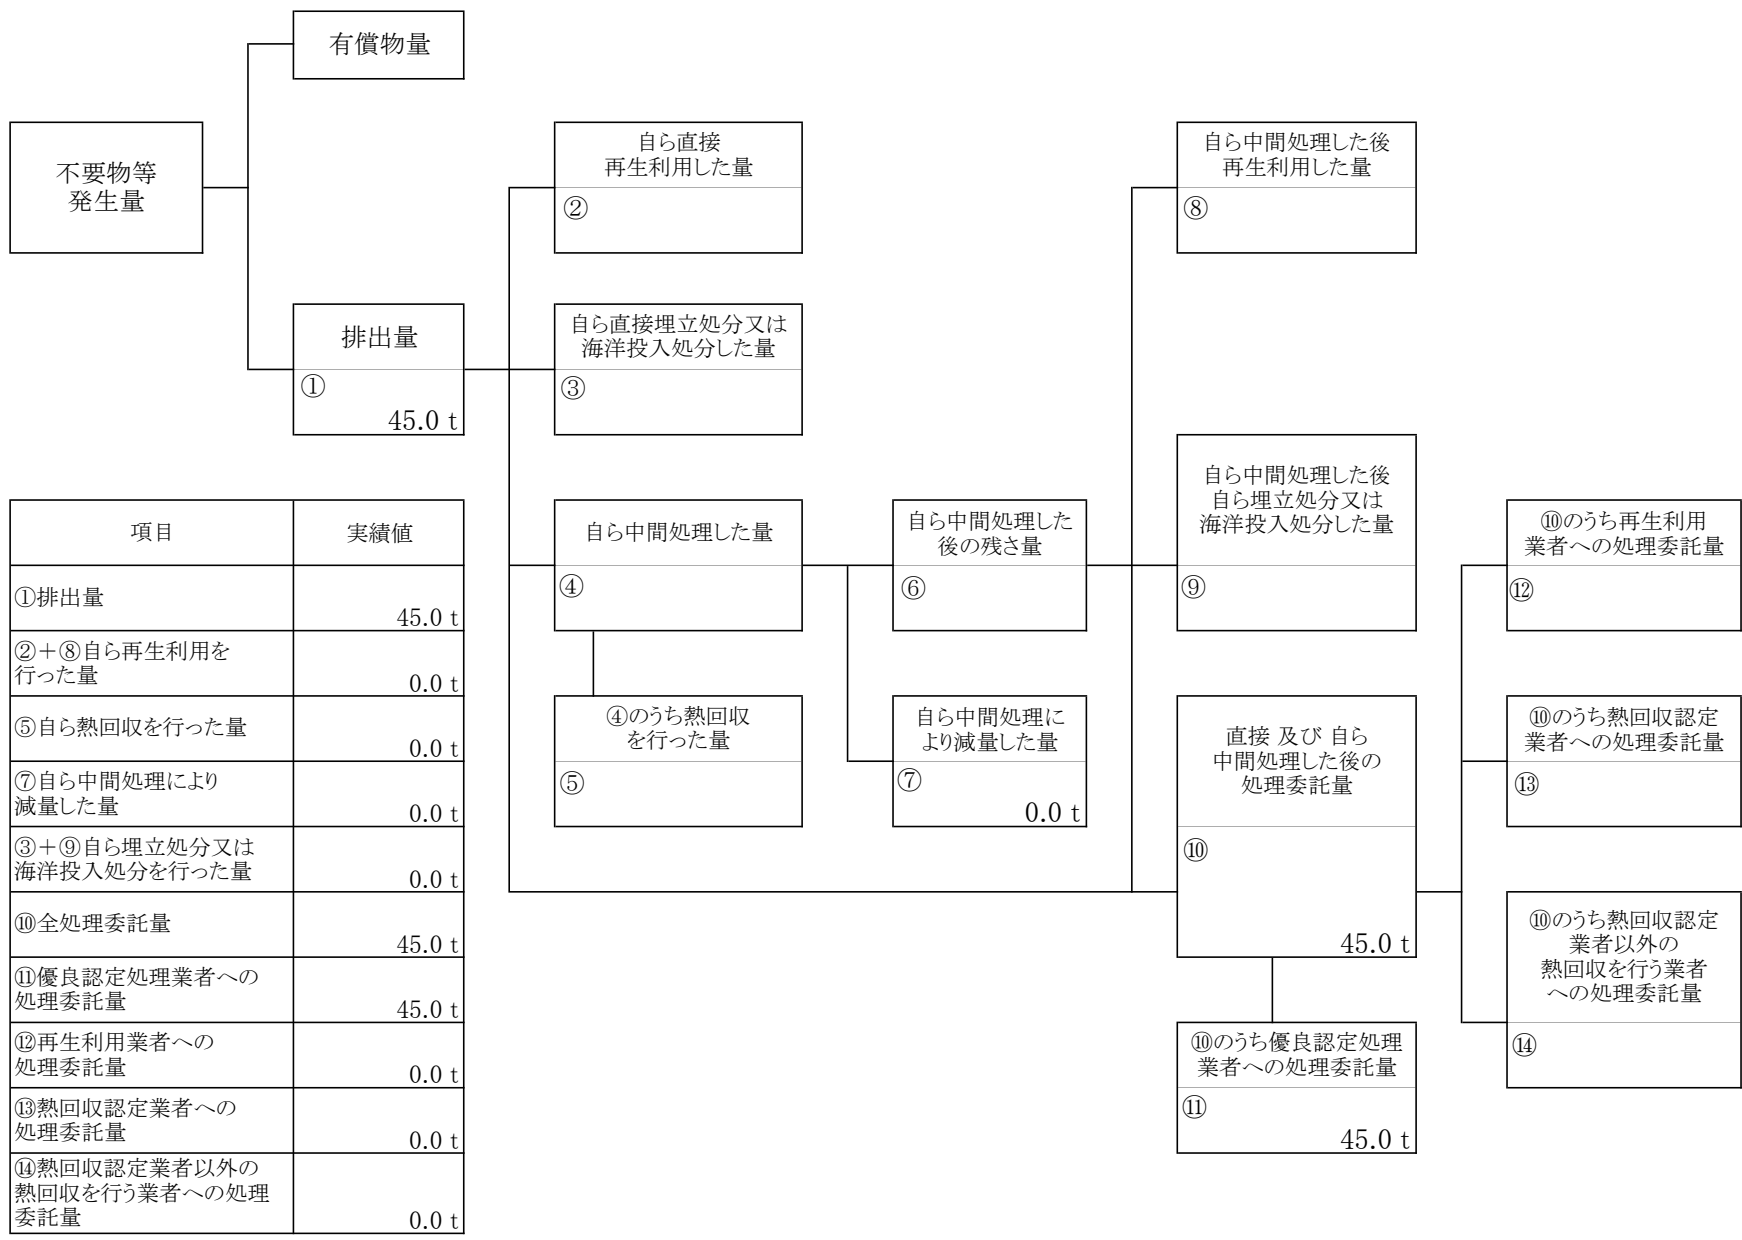 有償物量
不要物等
発生量
自ら直接
再生利用した量
②
自ら中間処理した後
再生利用した量
⑧
排出量
①
45.0 t
自ら直接埋立処分又は
海洋投入処分した量
③
自ら中間処理した量
④
自ら中間処理した
後の残さ量
⑥
自ら中間処理した後
自ら埋立処分又は
海洋投入処分した量
⑨
⑩のうち再生利用
業者への処理委託量
⑫
④のうち熱回収
を行った量
⑤
自ら中間処理に
より減量した量
⑦
0.0 t
直接 及び 自ら
中間処理した後の
処理委託量
⑩
45.0 t
⑩のうち熱回収認定
業者への処理委託量
⑬
⑩のうち熱回収認定
業者以外の
熱回収を行う業者
への処理委託量
⑭
⑩のうち優良認定処理
業者への処理委託量
⑪
45.0 t
項目
実績値
①排出量
45.0 t
②＋⑧自ら再生利用を
行った量
0.0 t
⑤自ら熱回収を行った量
0.0 t
⑦自ら中間処理により
減量した量
0.0 t
③＋⑨自ら埋立処分又は
海洋投入処分を行った量
0.0 t
⑩全処理委託量
45.0 t
⑪優良認定処理業者への
処理委託量
45.0 t
⑫再生利用業者への
処理委託量
0.0 t
⑬熱回収認定業者への
処理委託量
0.0 t
⑭熱回収認定業者以外の
熱回収を行う業者への処理
委託量
0.0 t